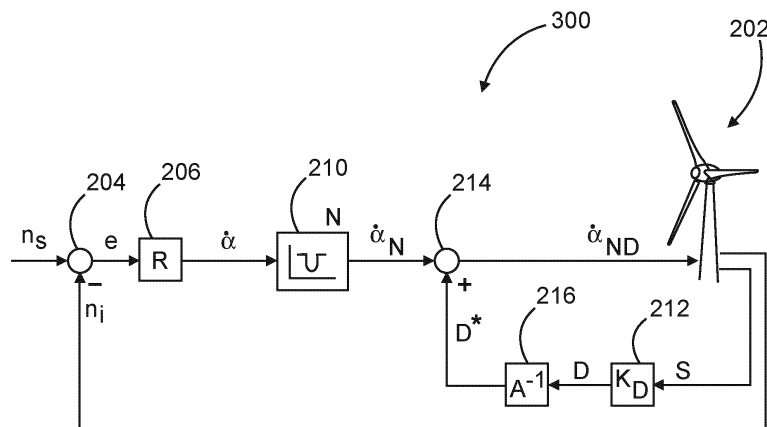 300
202
204
206
210
214
N
n_s
e
R
α̇
α̇_N
α̇_ND
−
+
n_i
216
212
D*
A⁻¹
D
K_D
S